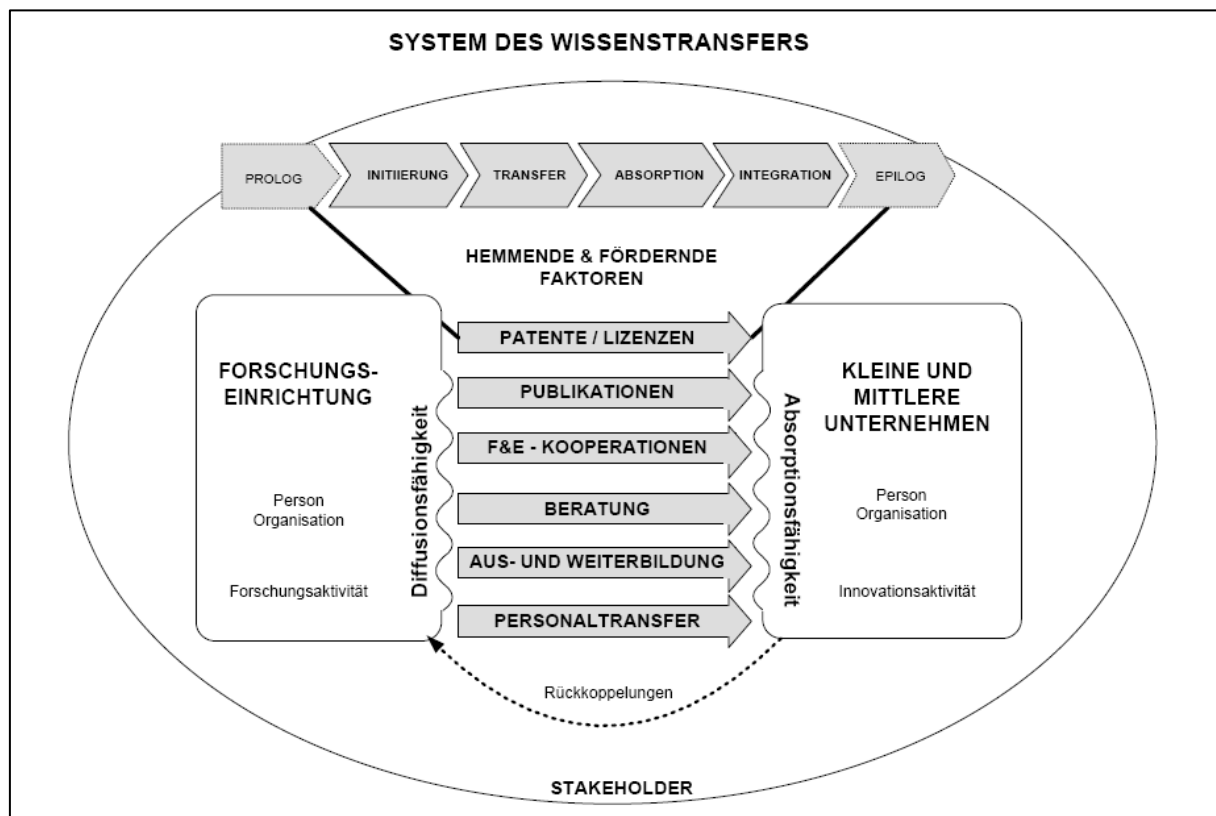 SYSTEM DES WISSENSTRANSFERS
PROLOG
INITIIERUNG
TRANSFER
ABSORPTION
INTEGRATION
EPILOG
HEMMENDE & FÖRDERNDE
FAKTOREN
FORSCHUNGS-
EINRICHTUNG
Person
Organisation
Forschungsaktivität
Diffusionsfähigkeit
PATENTE / LIZENZEN
PUBLIKATIONEN
F&E - KOOPERATIONEN
BERATUNG
AUS- UND WEITERBILDUNG
PERSONALTRANSFER
Absorptionsfähigkeit
KLEINE UND
MITTLERE
UNTERNEHMEN
Person
Organisation
Innovationsaktivität
Rückkoppelungen
STAKEHOLDER